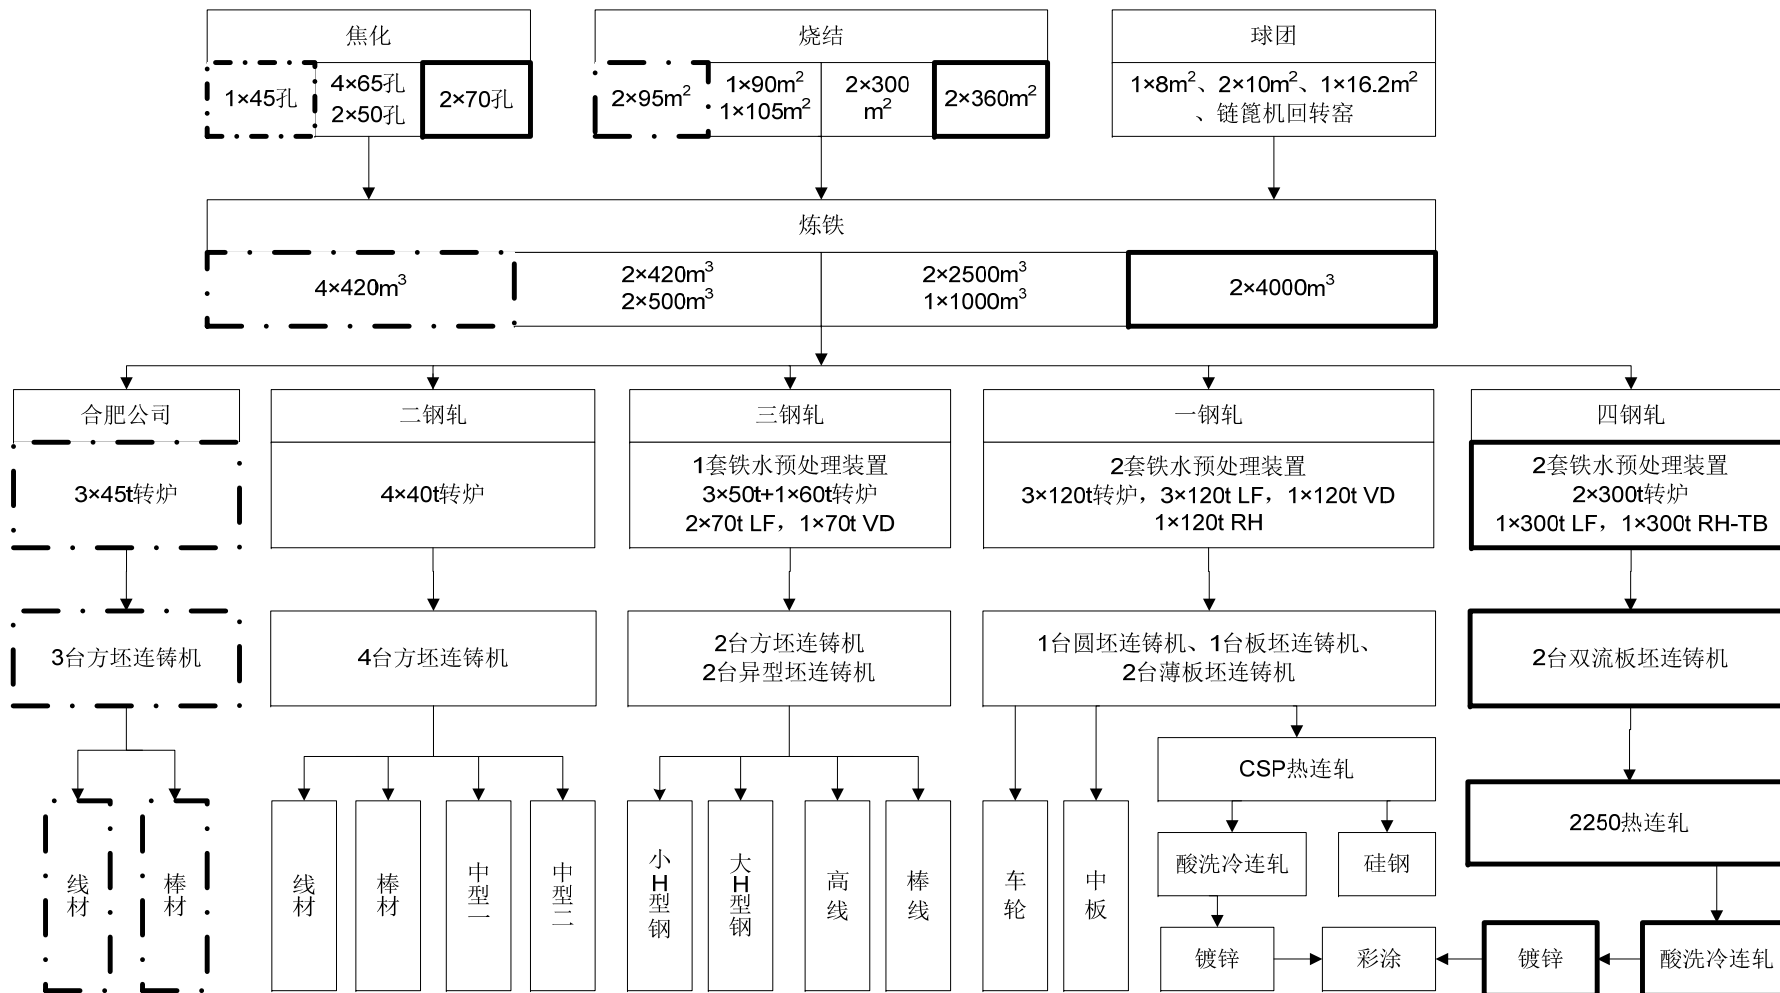 焦化
1×45孔
4×65孔
2×50孔
2×70孔
烧结
2×95m²
1×90m²
1×105m²
2×300
m²
2×360m²
球团
1×8m²、2×10m²、1×16.2m²
、链篦机回转窑
炼铁
4×420m³
2×420m³
2×500m³
2×2500m³
1×1000m³
2×4000m³
合肥公司
二钢轧
三钢轧
一钢轧
四钢轧
3×45t转炉
4×40t转炉
1套铁水预处理装置
3×50t+1×60t转炉
2×70t LF，1×70t VD
2套铁水预处理装置
3×120t转炉，3×120t LF，1×120t VD
1×120t RH
2套铁水预处理装置
2×300t转炉
1×300t LF，1×300t RH-TB
3台方坯连铸机
4台方坯连铸机
2台方坯连铸机
2台异型坯连铸机
1台圆坯连铸机、1台板坯连铸机、
2台薄板坯连铸机
2台双流板坯连铸机
CSP热连轧
2250热连轧
线材
棒材
线材
棒材
中型一
中型二
小H型钢
大H型钢
高线
棒线
车轮
中板
酸洗冷连轧
硅钢
镀锌
彩涂
镀锌
酸洗冷连轧